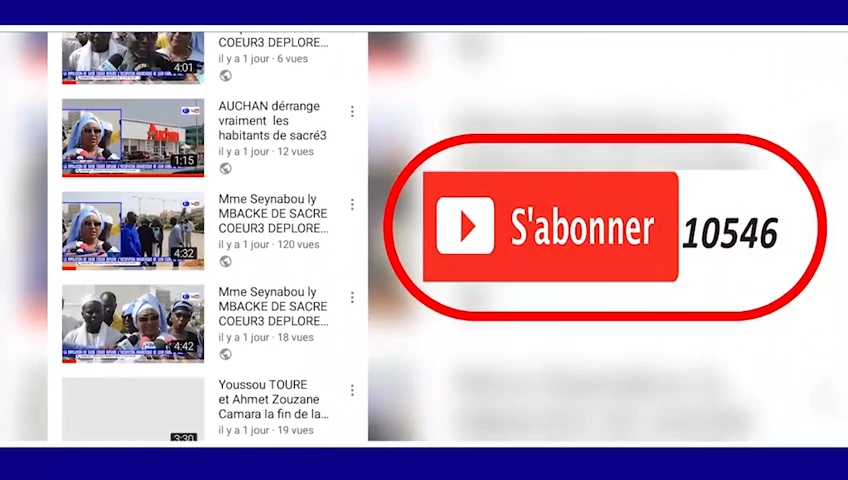 COEUR3 DEPLORE...
il y a 1 jour · 6 vues
4:01
AUCHAN dérrange
vraiment les
habitants de sacré3
il y a 1 jour · 12 vues
Auchan
1:15
Mme Seynabou ly
MBACKE DE SACRE
COEUR3 DEPLORE...
il y a 1 jour · 120 vues
4:32
Mme Seynabou ly
MBACKE DE SACRE
COEUR3 DEPLORE...
il y a 1 jour · 18 vues
4:42
Youssou TOURE
et Ahmet Zouzane
Camara la fin de la...
il y a 1 jour · 19 vues
3:30
S'abonner
10546